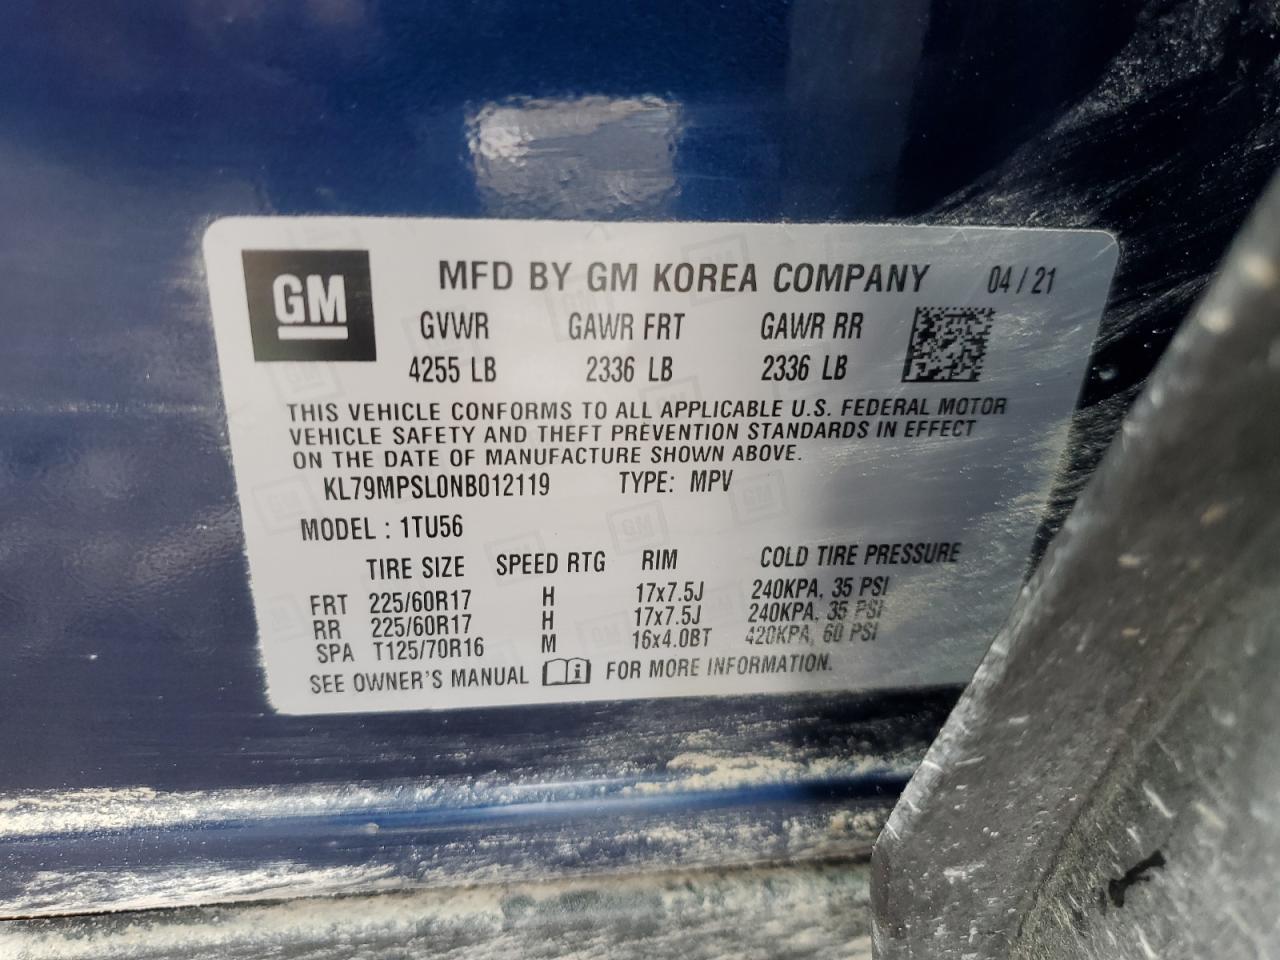 GM
MFD BY GM KOREA COMPANY 04/21
GVWR GAWR FRT GAWR RR
4255 LB 2336 LB 2336 LB
THIS VEHICLE CONFORMS TO ALL APPLICABLE U.S. FEDERAL MOTOR
VEHICLE SAFETY AND THEFT PREVENTION STANDARDS IN EFFECT
ON THE DATE OF MANUFACTURE SHOWN ABOVE.
KL79MPSL0NB012119 TYPE: MPV
MODEL : 1TU56
TIRE SIZE SPEED RTG RIM COLD TIRE PRESSURE
FRT 225/60R17 H 17x7.5J 240KPA, 35 PSI
RR 225/60R17 H 17x7.5J 240KPA, 35 PSI
SPA T125/70R16 M 16x4.0BT 420KPA, 60 PSI
SEE OWNER'S MANUAL i FOR MORE INFORMATION.